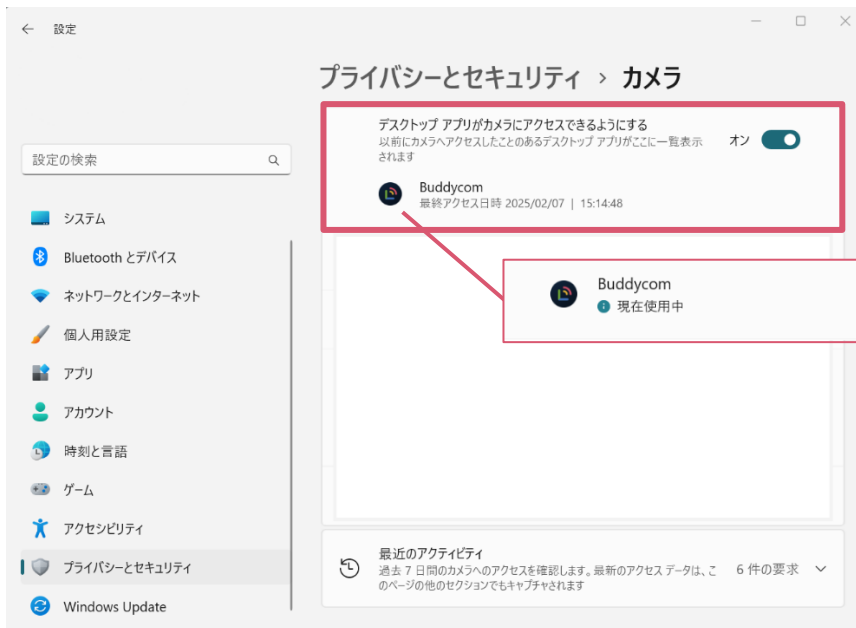 ← 設定
プライバシーとセキュリティ › カメラ
設定の検索
システム
Bluetooth とデバイス
ネットワークとインターネット
個人用設定
アプリ
アカウント
時刻と言語
ゲーム
アクセシビリティ
プライバシーとセキュリティ
Windows Update
デスクトップ アプリがカメラにアクセスできるようにする
以前にカメラへアクセスしたことのあるデスクトップ アプリがここに一覧表示
されます
オン
Buddycom
最終アクセス日時 2025/02/07 | 15:14:48
Buddycom
現在使用中
最近のアクティビティ
過去 7 日間のカメラへのアクセスを確認します。最新のアクセス データは、こ
のページの他のセクションでもキャプチャされます
6 件の要求